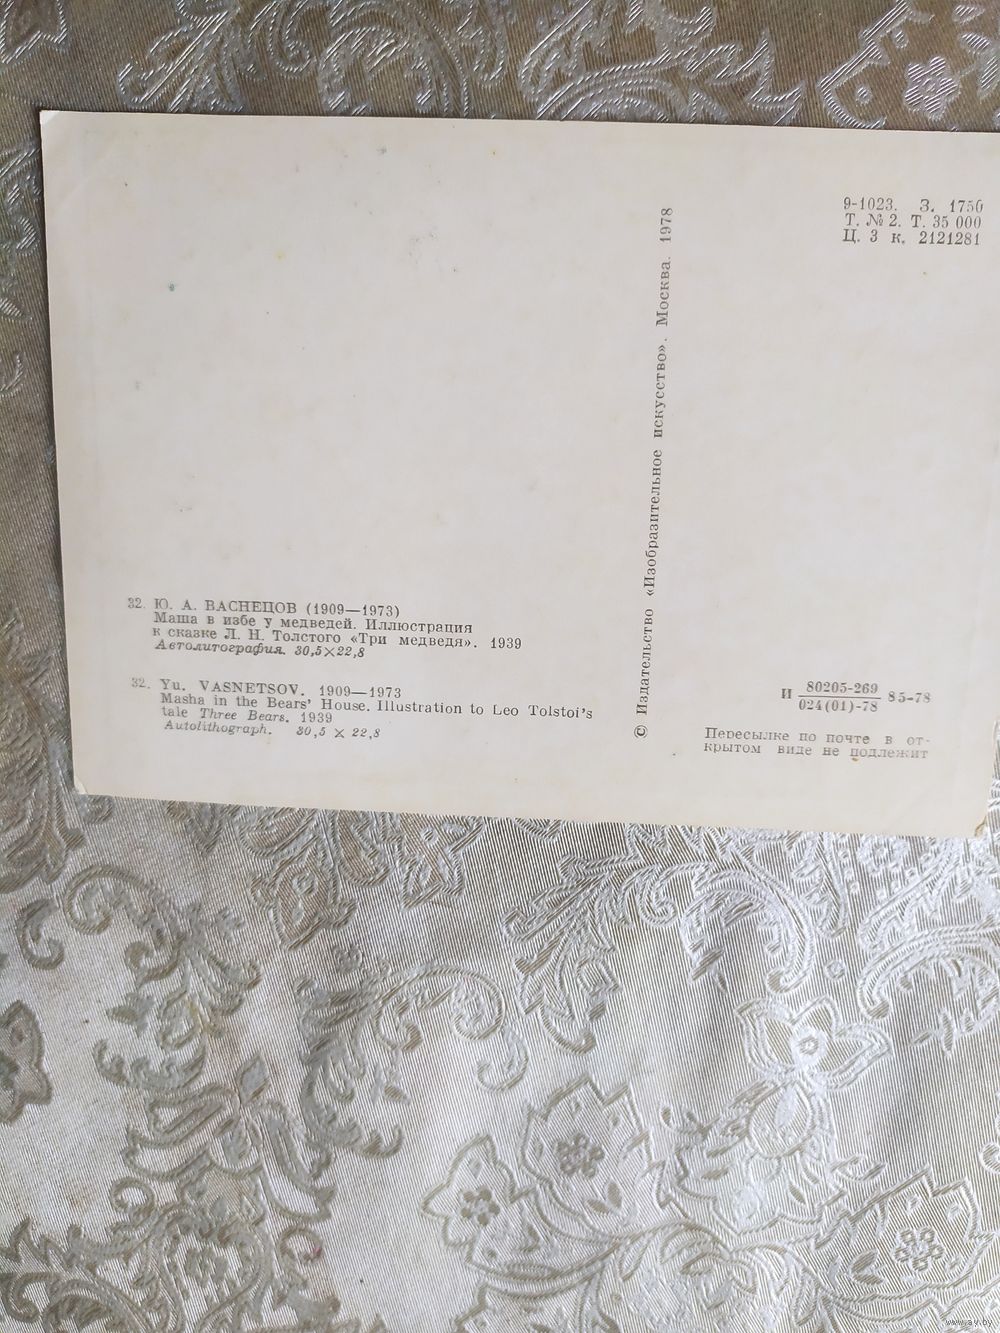 9-1023. З. 1750
Т. № 2. Т. 35 000
Ц. 3 к. 2121281
© Издательство «Изобразительное искусство». Москва. 1978
32. Ю. А. ВАСНЕЦОВ (1909—1973)
Маша в избе у медведей. Иллюстрация
к сказке Л. Н. Толстого «Три медведя». 1939
Автолитография. 30,5×22,8
32. Yu. VASNETSOV. 1909—1973
Masha in the Bears' House. Illustration to Leo Tolstoi's
tale Three Bears. 1939
Autolithograph. 30,5 × 22,8
И 80205-269 85-78
024(01)-78
Пересылке по почте в от-
крытом виде не подлежит
www.ay.by